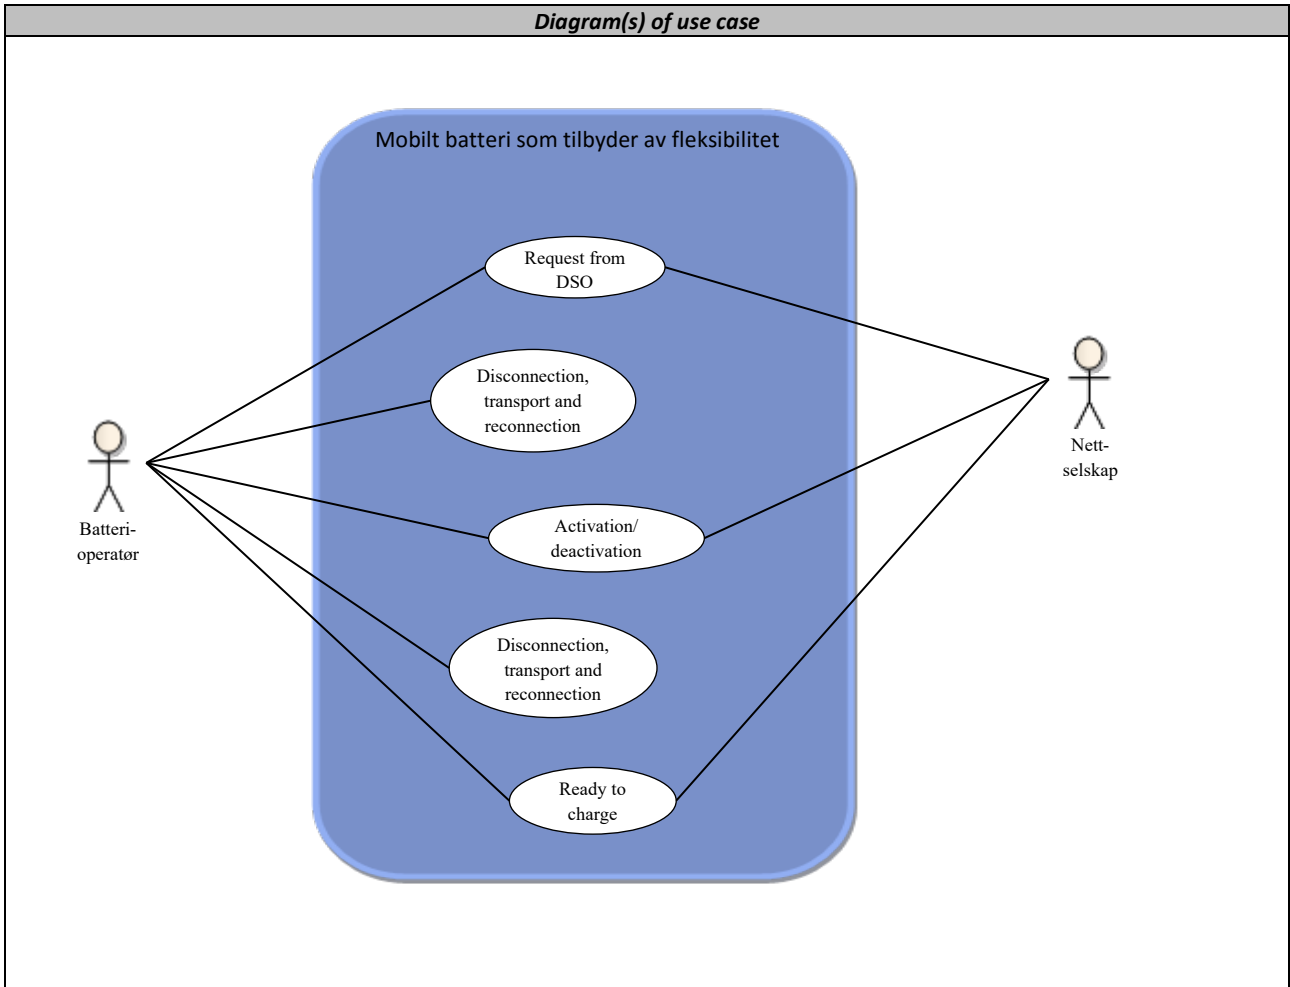 Diagram(s) of use case
Mobilt batteri som tilbyder av fleksibilitet
Request from
DSO
Disconnection,
transport and
reconnection
Nett-
selskap
Batteri-
operatør
Activation/
deactivation
Disconnection,
transport and
reconnection
Ready to
charge